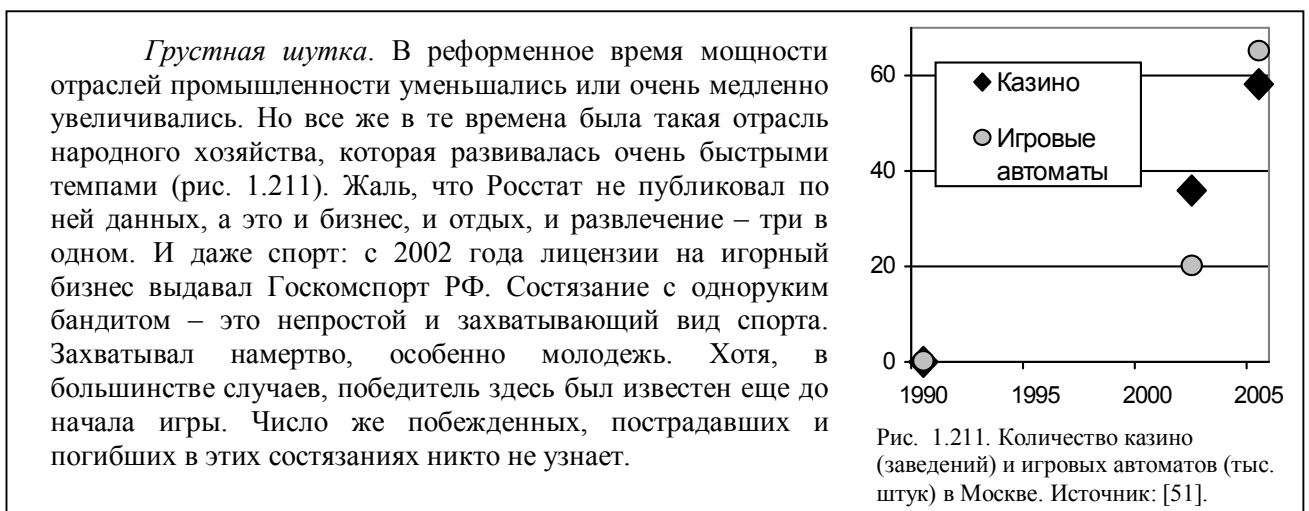 Грустная шутка. В реформенное время мощности
отраслей промышленности уменьшались или очень медленно
увеличивались. Но все же в те времена была такая отрасль
народного хозяйства, которая развивалась очень быстрыми
темпами (рис. 1.211). Жаль, что Росстат не публиковал по
ней данных, а это и бизнес, и отдых, и развлечение – три в
одном. И даже спорт: с 2002 года лицензии на игорный
бизнес выдавал Госкомспорт РФ. Состязание с одноруким
бандитом – это непростой и захватывающий вид спорта.
Захватывал намертво, особенно молодежь. Хотя, в
большинстве случаев, победитель здесь был известен еще до
начала игры. Число же побежденных, пострадавших и
погибших в этих состязаниях никто не узнает.
60
40
20
0
Казино
Игровые
автоматы
1990 1995 2000 2005
Рис. 1.211. Количество казино
(заведений) и игровых автоматов (тыс.
штук) в Москве. Источник: [51].